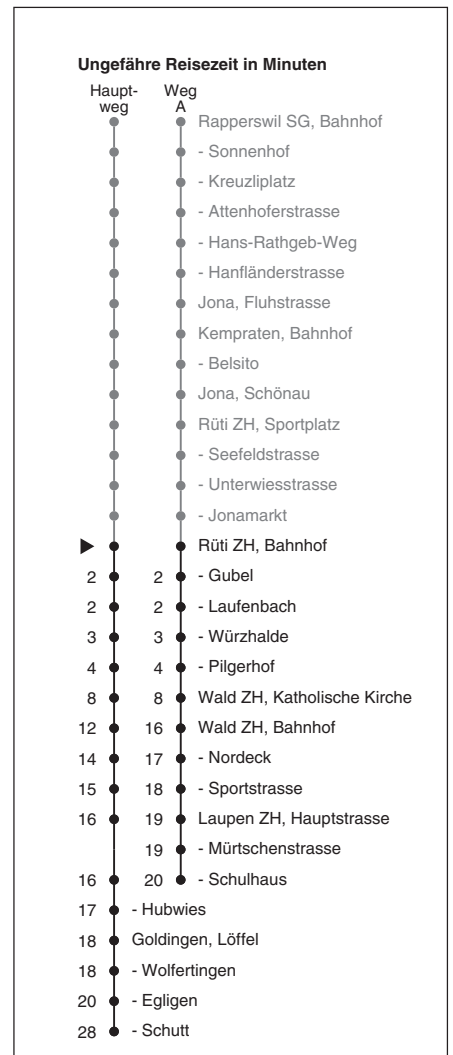 Ungefähre Reisezeit in Minuten
Haupt- Weg
weg A
Rapperswil SG, Bahnhof
- Sonnenhof
- Kreuzliplatz
- Attenhoferstrasse
- Hans-Rathgeb-Weg
- Hanfländerstrasse
Jona, Fluhstrasse
Kempraten, Bahnhof
- Belsito
Jona, Schönau
Rüti ZH, Sportplatz
- Seefeldstrasse
- Unterwiesstrasse
- Jonamarkt
Rüti ZH, Bahnhof
2 2 - Gubel
2 2 - Laufenbach
3 3 - Würzhalde
4 4 - Pilgerhof
8 8 Wald ZH, Katholische Kirche
12 16 Wald ZH, Bahnhof
14 17 - Nordeck
15 18 - Sportstrasse
16 19 Laupen ZH, Hauptstrasse
19 - Mürtschenstrasse
16 20 - Schulhaus
17 - Hubwies
18 Goldingen, Löffel
18 - Wolfertingen
20 - Egligen
28 - Schutt